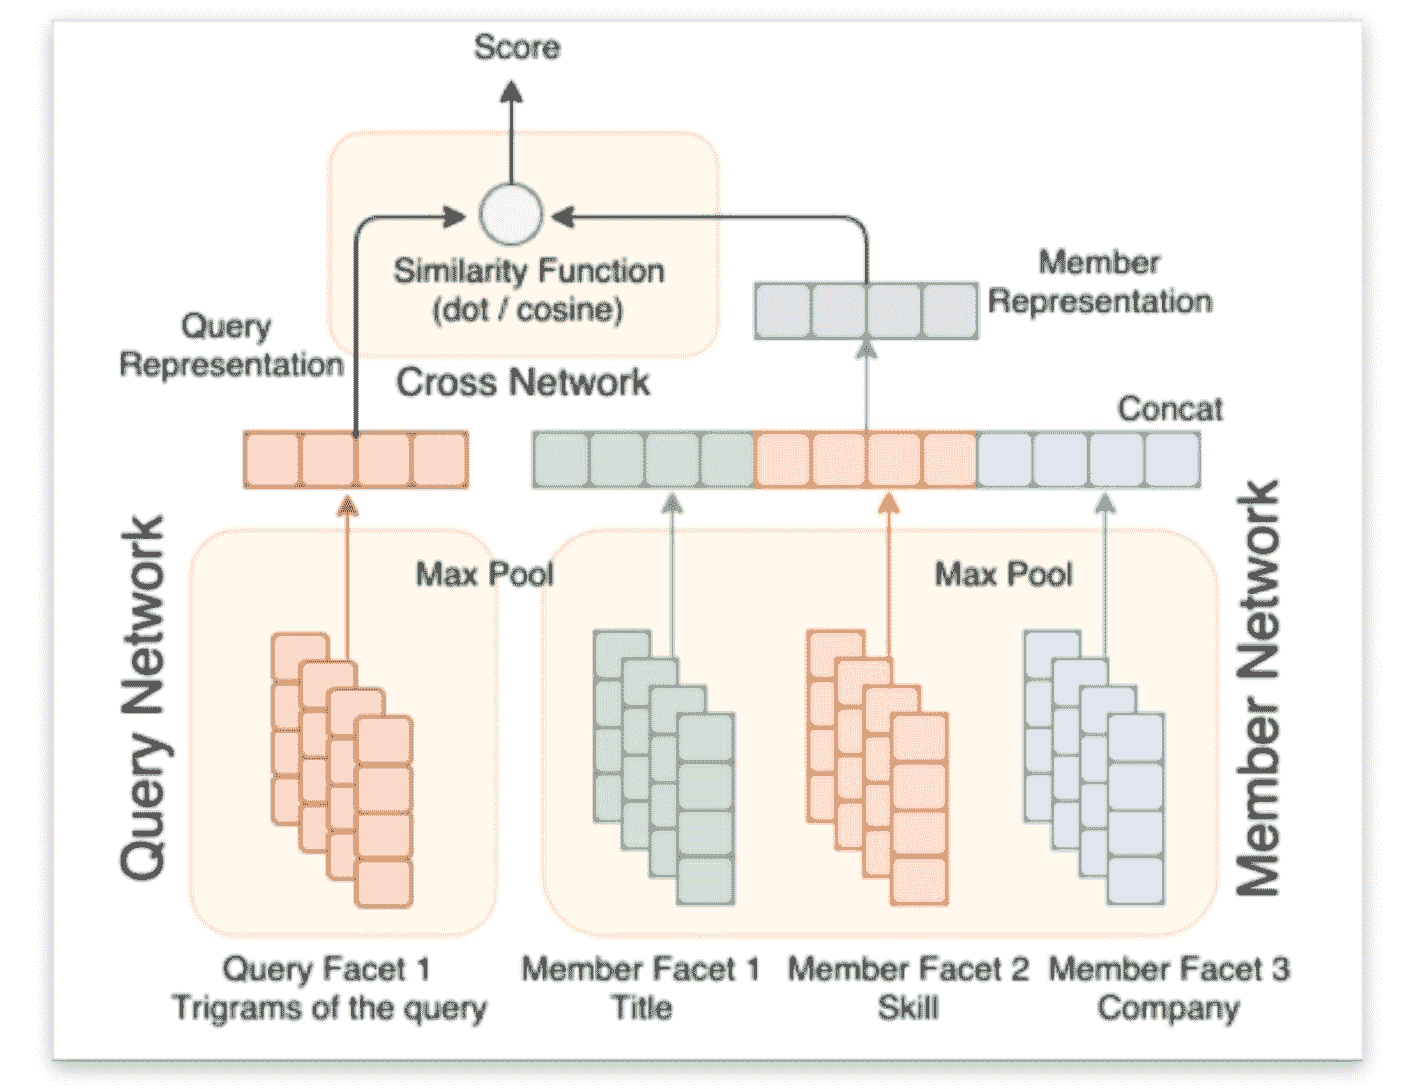 Score
Similarity Function
(dot / cosine)
Member
Representation
Query
Representation
Cross Network
Concat
Query Network
Max Pool
Max Pool
Member Network
Query Facet 1
Trigrams of the query
Member Facet 1
Title
Member Facet 2
Skill
Member Facet 3
Company